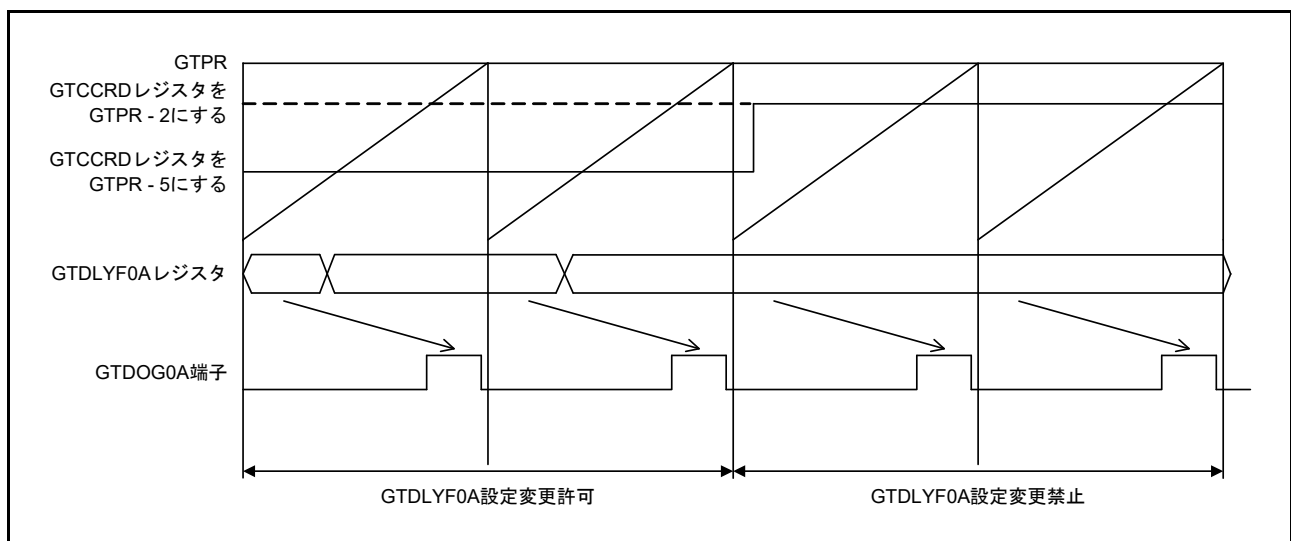 GTPR
GTCCRDレジスタを
GTPR - 2にする
GTCCRDレジスタを
GTPR - 5にする
GTDLYF0Aレジスタ
GTDOG0A端子
GTDLYF0A設定変更許可
GTDLYF0A設定変更禁止